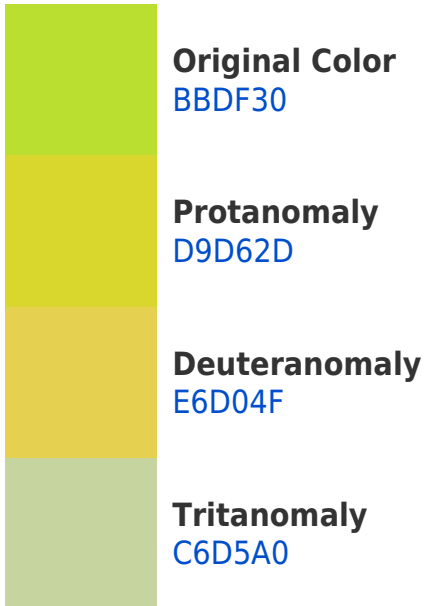 Original Color
BBDF30
Protanomaly
D9D62D
Deuteranomaly
E6D04F
Tritanomaly
C6D5A0